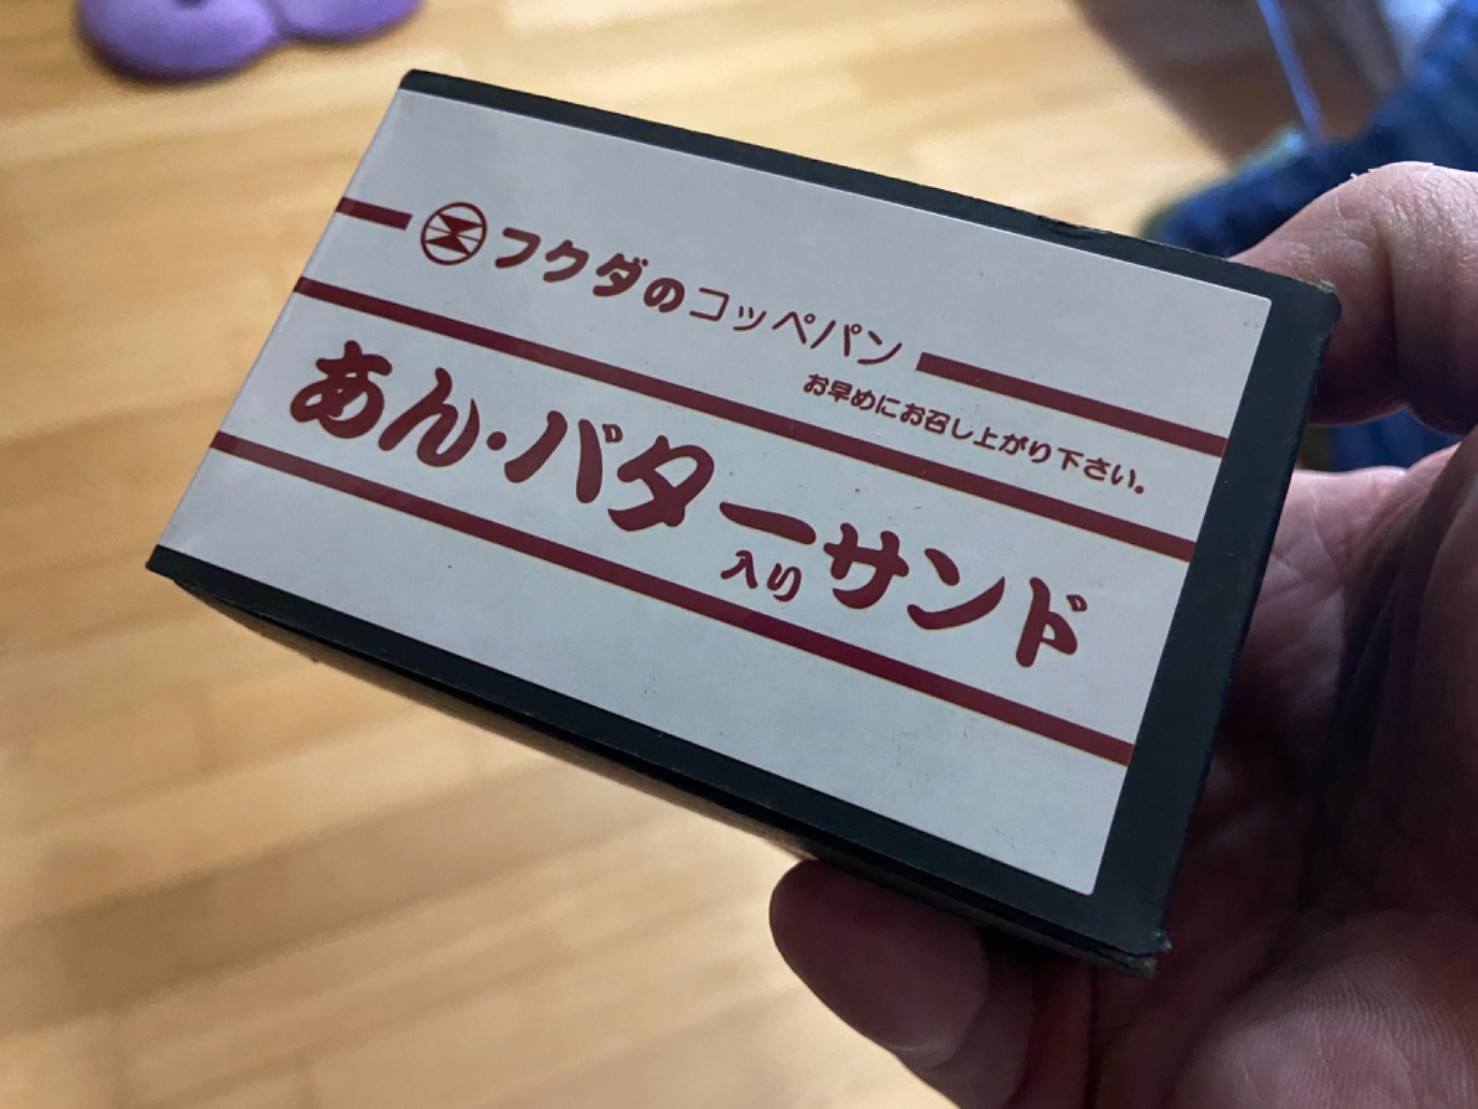 フクダのコッペパン
お早めにお召し上がり下さい。
あん・バター入りサンド